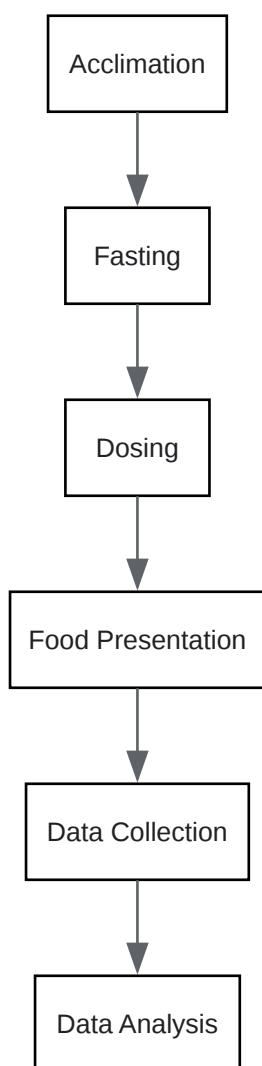 Acclimation
Fasting
Dosing
Food Presentation
Data Collection
Data Analysis